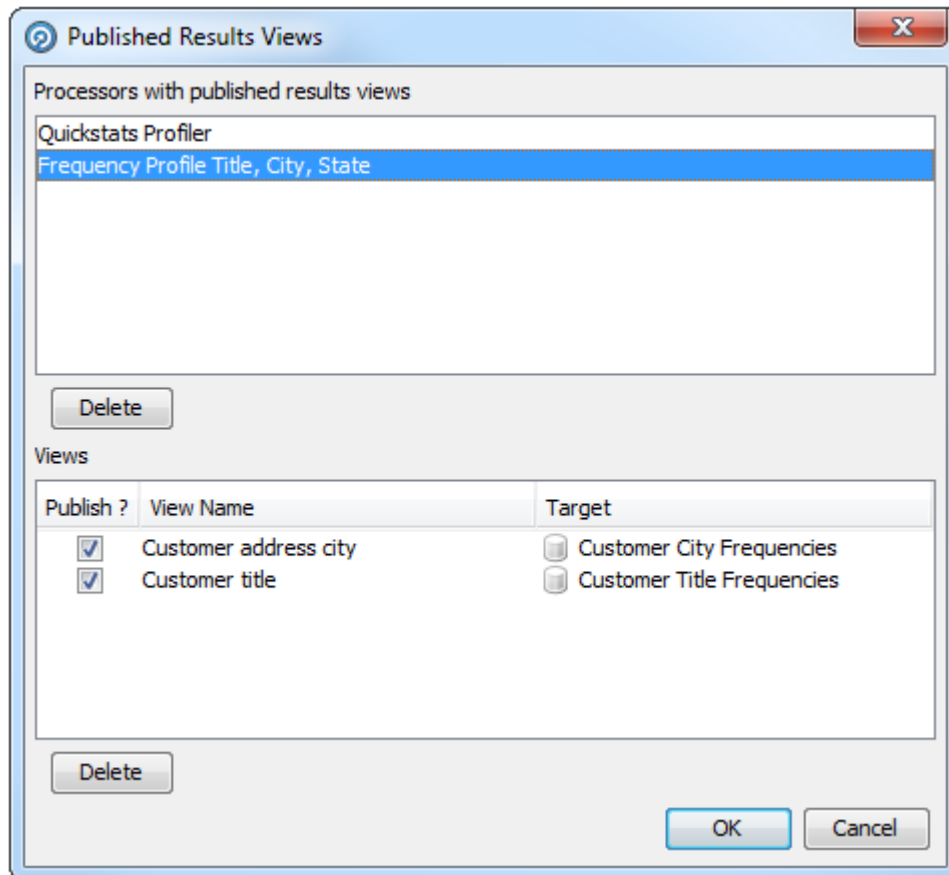 Published Results Views
Processors with published results views
Quickstats Profiler
Frequency Profile Title, City, State
Delete
Views
Publish ? View Name Target
Customer address city Customer City Frequencies
Customer title Customer Title Frequencies
Delete
OK Cancel